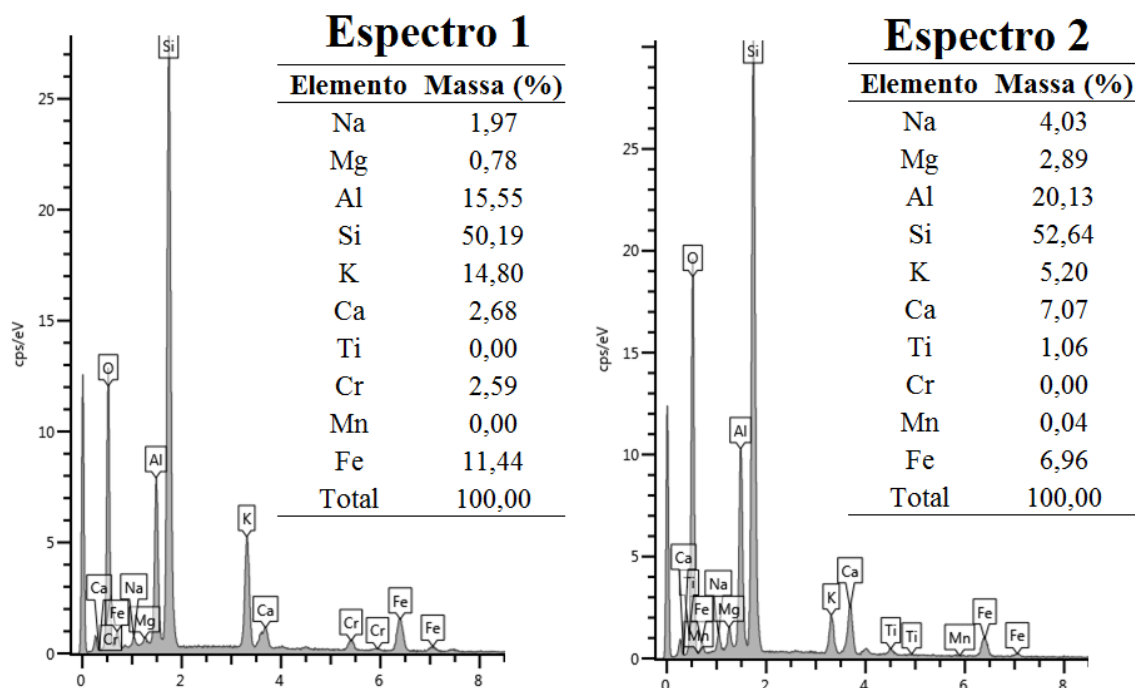 Espectro 1
Elemento Massa (%)
Na 1,97
Mg 0,78
Al 15,55
Si 50,19
K 14,80
Ca 2,68
Ti 0,00
Cr 2,59
Mn 0,00
Fe 11,44
Total 100,00
Si
O
Al
K
Ca
Fe
Na
Cr
Mg
Ca
Cr
Cr
Fe
Fe
cps/eV
25
20
15
10
5
0
0 2 4 6 8
Espectro 2
Elemento Massa (%)
Na 4,03
Mg 2,89
Al 20,13
Si 52,64
K 5,20
Ca 7,07
Ti 1,06
Cr 0,00
Mn 0,04
Fe 6,96
Total 100,00
Si
O
Al
Ca
Ti
Na
Fe
Mg
Mn
K
Ca
Ti
Ti
Mn
Fe
Fe
cps/eV
25
20
15
10
5
0
0 2 4 6 8